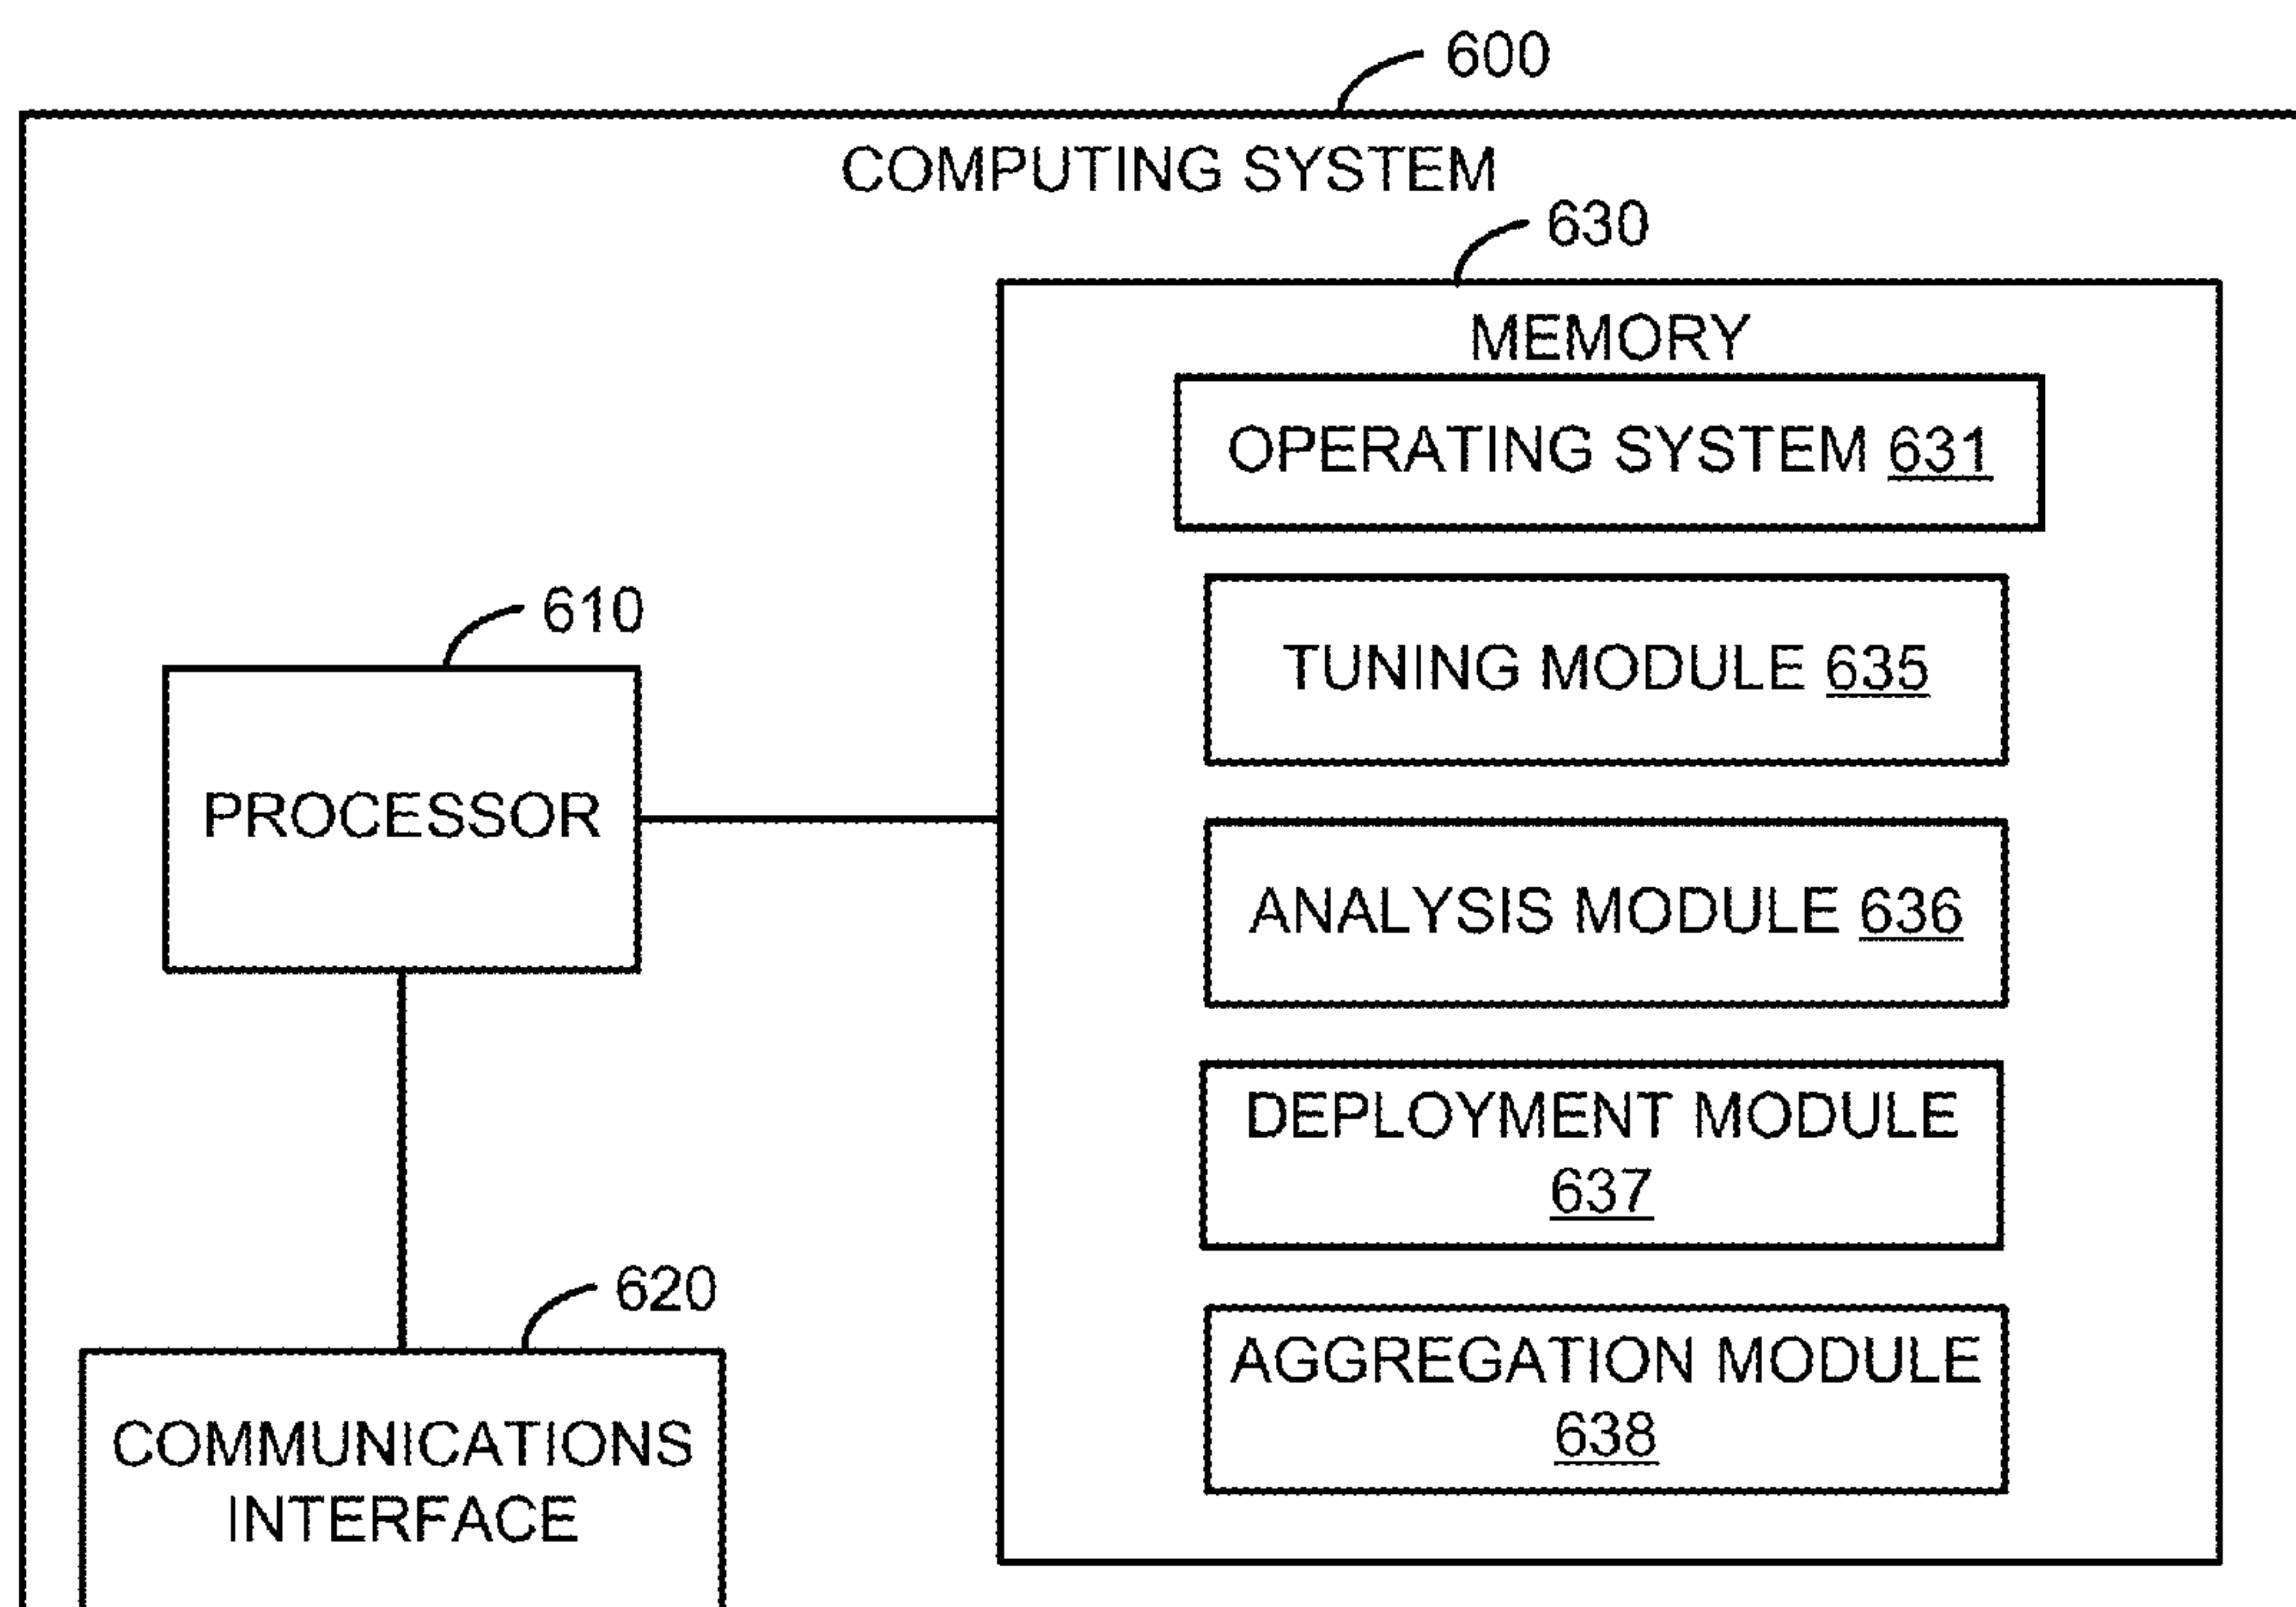 600
COMPUTING SYSTEM
630
MEMORY
OPERATING SYSTEM 631
TUNING MODULE 635
ANALYSIS MODULE 636
DEPLOYMENT MODULE
637
AGGREGATION MODULE
638
610
PROCESSOR
620
COMMUNICATIONS
INTERFACE